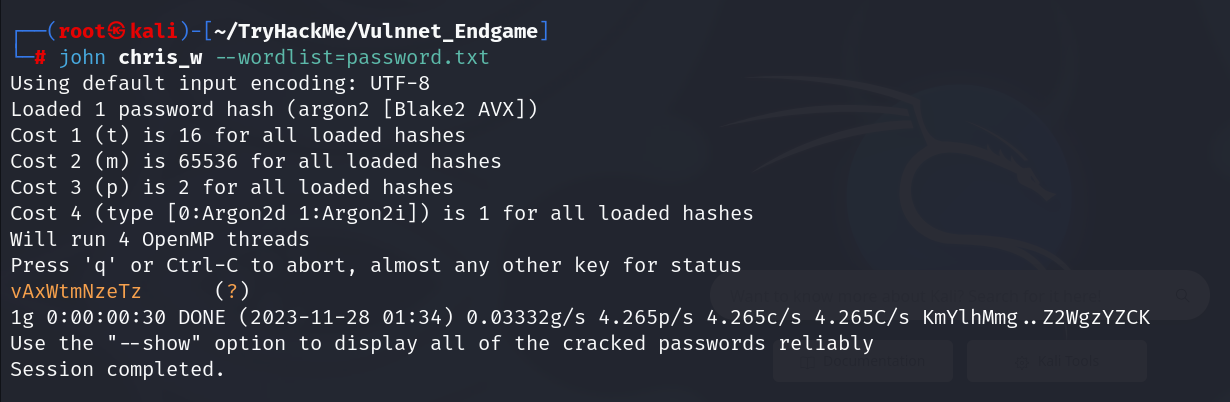 ┌──(root㉿kali)-[~/TryHackMe/Vulnnet_Endgame]
└─# john chris_w --wordlist=password.txt
Using default input encoding: UTF-8
Loaded 1 password hash (argon2 [Blake2 AVX])
Cost 1 (t) is 16 for all loaded hashes
Cost 2 (m) is 65536 for all loaded hashes
Cost 3 (p) is 2 for all loaded hashes
Cost 4 (type [0:Argon2d 1:Argon2i]) is 1 for all loaded hashes
Will run 4 OpenMP threads
Press 'q' or Ctrl-C to abort, almost any other key for status
vAxWtmNzeTz      (?)
1g 0:00:00:30 DONE (2023-11-28 01:34) 0.03332g/s 4.265p/s 4.265c/s 4.265C/s KmYlhMmg..Z2WgzYZCK
Use the "--show" option to display all of the cracked passwords reliably
Session completed.